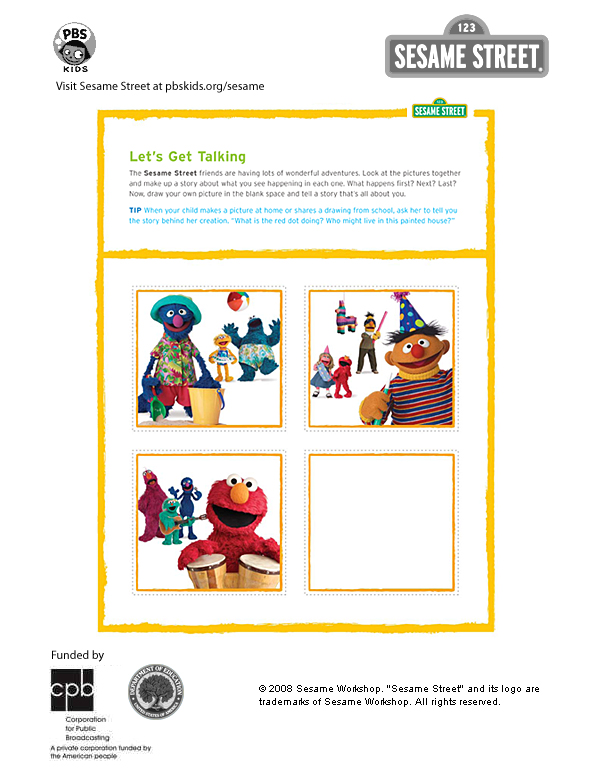 PBS
KIDS
123
SESAME STREET
Visit Sesame Street at pbskids.org/sesame
SESAME STREET
Let's Get Talking
The Sesame Street friends are having lots of wonderful adventures. Look at the pictures together
and make up a story about what you see happening in each one. What happens first? Next? Last?
Now, draw your own picture in the blank space and tell a story that's all about you.
TIP When your child makes a picture at home or shares a drawing from school, ask her to tell you
the story behind her creation. "What is the red dot doing? Who might live in this painted house?"
Funded by
cpb
DEPARTMENT OF EDUCATION
UNITED STATES OF AMERICA
Corporation
for Public
Broadcasting
A private corporation funded by
the American people
© 2008 Sesame Workshop. "Sesame Street" and its logo are
trademarks of Sesame Workshop. All rights reserved.